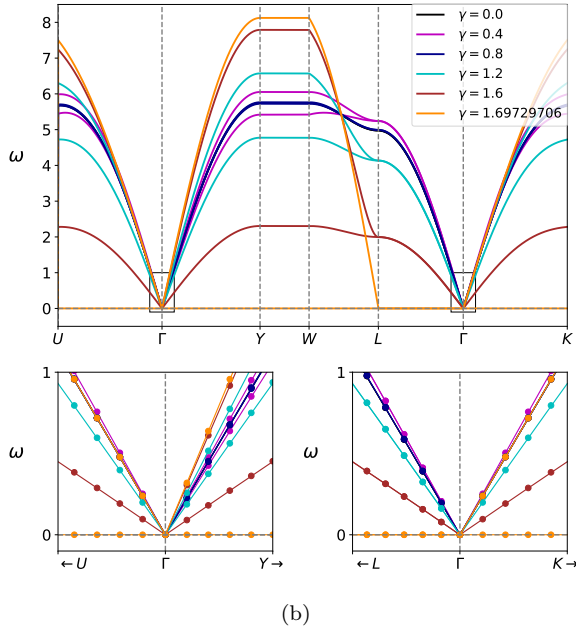 8
7
6
5
4
3
2
1
0
ω
γ = 0.0
γ = 0.4
γ = 0.8
γ = 1.2
γ = 1.6
γ = 1.69729706
U Γ Y W L Γ K
1
0
ω
← U Γ Y →
1
0
ω
← L Γ K →
(b)